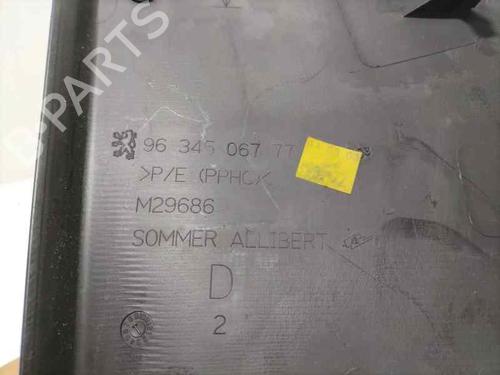 B-PARTS
96 345 067 77
>P/E (PPHC)<
M29686
SOMMER ALLIBERT
D
2